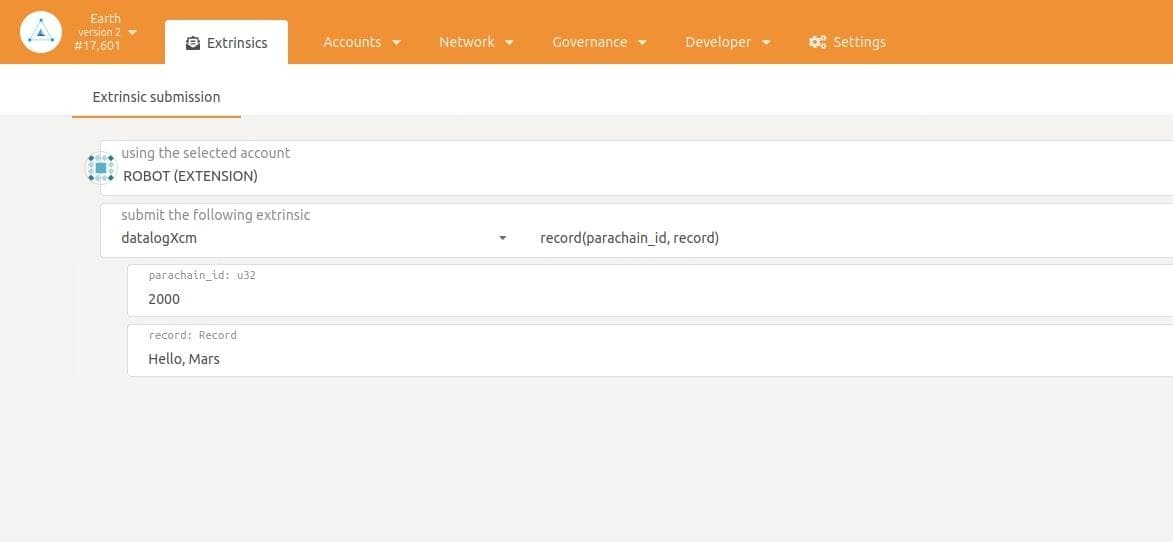 Earth
version 2
#17,601
Extrinsics
Accounts
Network
Governance
Developer
Settings
Extrinsic submission
using the selected account
ROBOT (EXTENSION)
submit the following extrinsic
datalogXcm
record(parachain_id, record)
parachain_id: u32
2000
record: Record
Hello, Mars